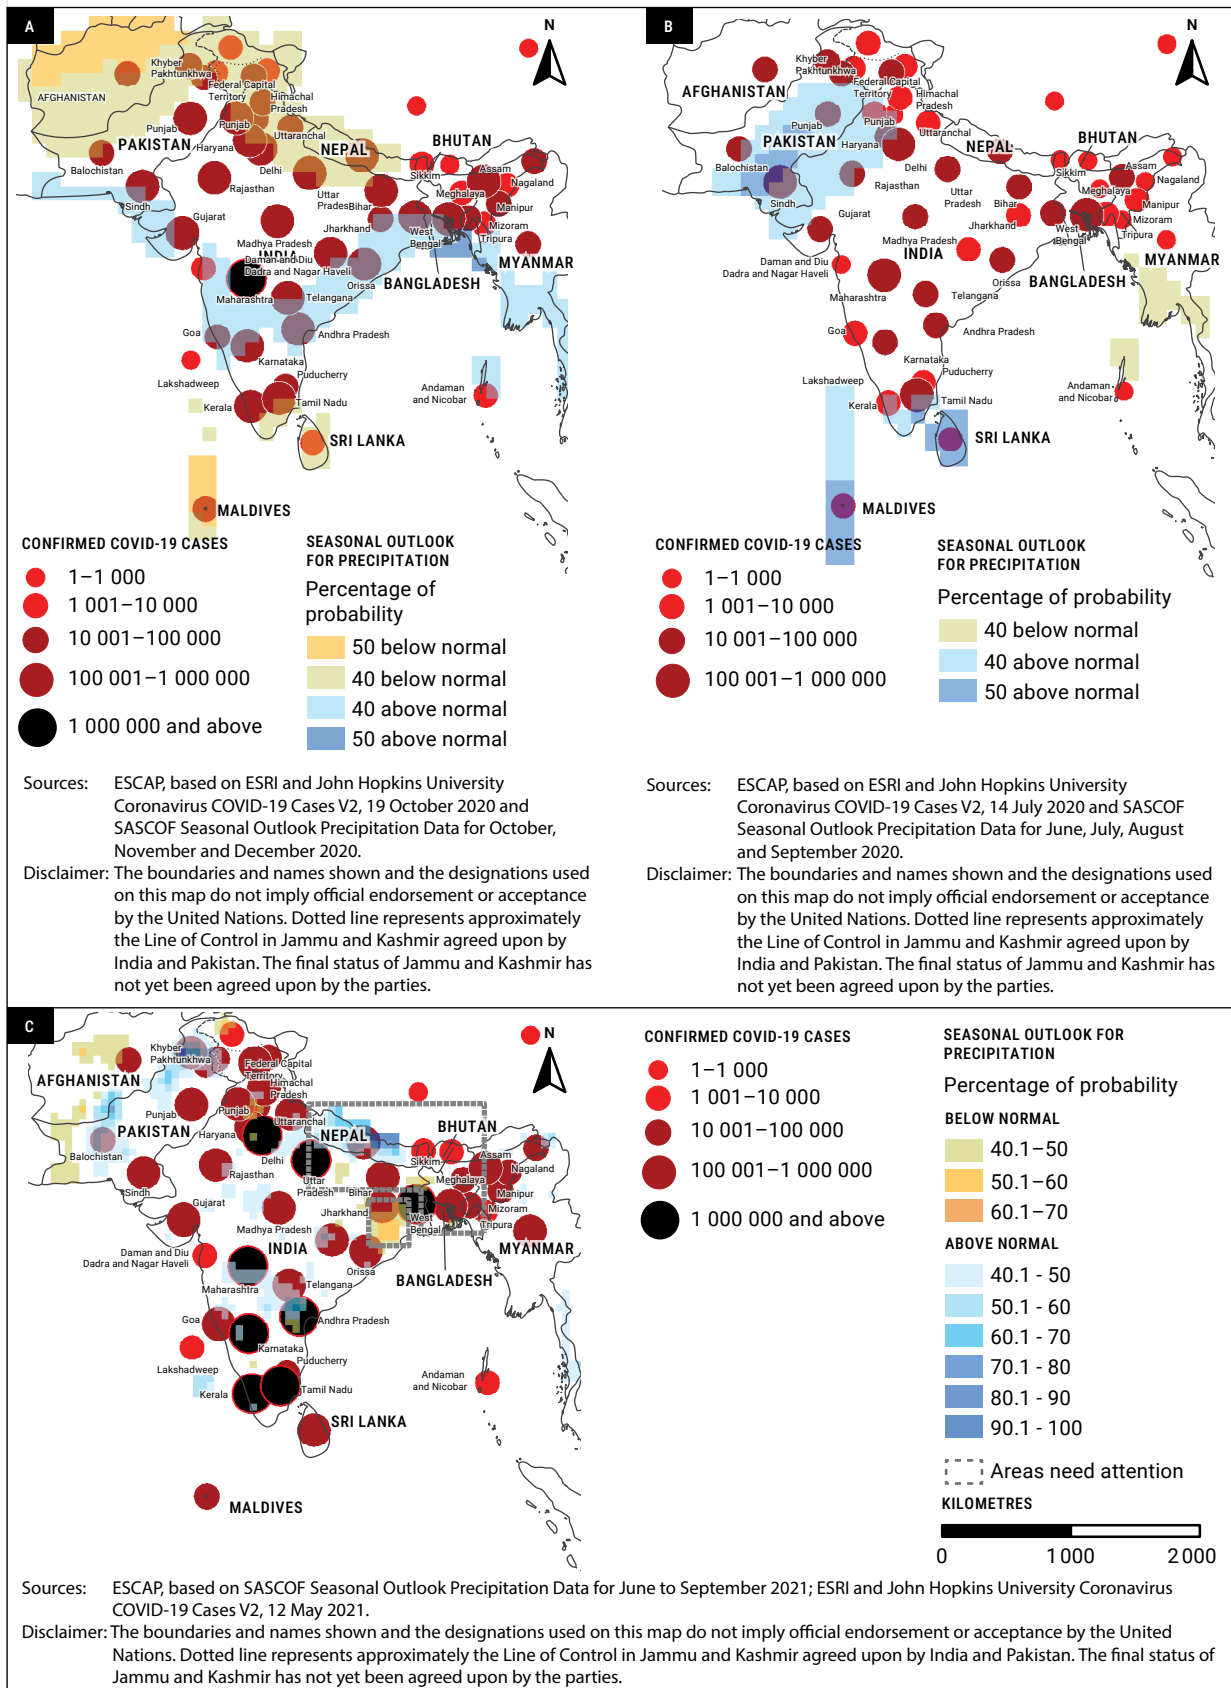 A
N
Khyber
Pakhtunkhwa
Federal Capital
Territory
Himachal
Pradesh
AFGHANISTAN
Punjab
Punjab
Uttaranchal
PAKISTAN
Haryana
NEPAL
BHUTAN
Balochistan
Delhi
Sikkim
Assam
Rajasthan
Uttar
Prades
Bihar
Meghalaya
Nagaland
Sindh
Manipur
Gujarat
Jharkhand
West
Bengal
Mizoram
Tripura
Madhya Pradesh
INDIA
Daman and Diu
Dadra and Nagar Haveli
MYANMAR
Orissa
BANGLADESH
Maharashtra
Telangana
Goa
Andhra Pradesh
Karnataka
Lakshadweep
Puducherry
Andaman
and Nicobar
Kerala
Tamil Nadu
SRI LANKA
MALDIVES
CONFIRMED COVID-19 CASES
1–1 000
1 001–10 000
10 001–100 000
100 001–1 000 000
1 000 000 and above
SEASONAL OUTLOOK
FOR PRECIPITATION
Percentage of
probability
50 below normal
40 below normal
40 above normal
50 above normal
Sources: ESCAP, based on ESRI and John Hopkins University
Coronavirus COVID-19 Cases V2, 19 October 2020 and
SASCOF Seasonal Outlook Precipitation Data for October,
November and December 2020.
Disclaimer: The boundaries and names shown and the designations used
on this map do not imply official endorsement or acceptance
by the United Nations. Dotted line represents approximately
the Line of Control in Jammu and Kashmir agreed upon by
India and Pakistan. The final status of Jammu and Kashmir has
not yet been agreed upon by the parties.
B
N
Khyber
Pakhtunkhwa
Federal Capital
Territory
AFGHANISTAN
Himachal
Pradesh
Punjab
Punjab
Uttaranchal
PAKISTAN
Haryana
NEPAL
BHUTAN
Balochistan
Delhi
Sikkim
Assam
Rajasthan
Uttar
Pradesh
Meghalaya
Nagaland
Sindh
Bihar
Manipur
Gujarat
Jharkhand
West
Bengal
Mizoram
Tripura
Madhya Pradesh
INDIA
Daman and Diu
Dadra and Nagar Haveli
MYANMAR
Orissa
BANGLADESH
Maharashtra
Telangana
Goa
Andhra Pradesh
Karnataka
Lakshadweep
Puducherry
Andaman
and Nicobar
Kerala
Tamil Nadu
SRI LANKA
MALDIVES
CONFIRMED COVID-19 CASES
1–1 000
1 001–10 000
10 001–100 000
100 001–1 000 000
SEASONAL OUTLOOK
FOR PRECIPITATION
Percentage of probability
40 below normal
40 above normal
50 above normal
Sources: ESCAP, based on ESRI and John Hopkins University
Coronavirus COVID-19 Cases V2, 14 July 2020 and SASCOF
Seasonal Outlook Precipitation Data for June, July, August
and September 2020.
Disclaimer: The boundaries and names shown and the designations used
on this map do not imply official endorsement or acceptance
by the United Nations. Dotted line represents approximately
the Line of Control in Jammu and Kashmir agreed upon by
India and Pakistan. The final status of Jammu and Kashmir has
not yet been agreed upon by the parties.
C
N
Khyber
Pakhtunkhwa
Federal Capital
Territory
AFGHANISTAN
Himachal
Pradesh
Punjab
Punjab
Uttaranchal
PAKISTAN
Haryana
NEPAL
BHUTAN
Balochistan
Delhi
Sikkim
Assam
Rajasthan
Uttar
Pradesh
Meghalaya
Nagaland
Sindh
Bihar
Manipur
Gujarat
Jharkhand
West
Bengal
Mizoram
Tripura
Madhya Pradesh
INDIA
Daman and Diu
Dadra and Nagar Haveli
MYANMAR
Orissa
BANGLADESH
Maharashtra
Telangana
Goa
Andhra Pradesh
Karnataka
Lakshadweep
Puducherry
Andaman
and Nicobar
Kerala
Tamil Nadu
SRI LANKA
MALDIVES
CONFIRMED COVID-19 CASES
1–1 000
1 001–10 000
10 001–100 000
100 001–1 000 000
1 000 000 and above
SEASONAL OUTLOOK FOR
PRECIPITATION
Percentage of probability
BELOW NORMAL
40.1–50
50.1–60
60.1–70
ABOVE NORMAL
40.1 - 50
50.1 - 60
60.1 - 70
70.1 - 80
80.1 - 90
90.1 - 100
Areas need attention
KILOMETRES
0 1 000 2 000
Sources: ESCAP, based on SASCOF Seasonal Outlook Precipitation Data for June to September 2021; ESRI and John Hopkins University Coronavirus
COVID-19 Cases V2, 12 May 2021.
Disclaimer: The boundaries and names shown and the designations used on this map do not imply official endorsement or acceptance by the United
Nations. Dotted line represents approximately the Line of Control in Jammu and Kashmir agreed upon by India and Pakistan. The final status of
Jammu and Kashmir has not yet been agreed upon by the parties.